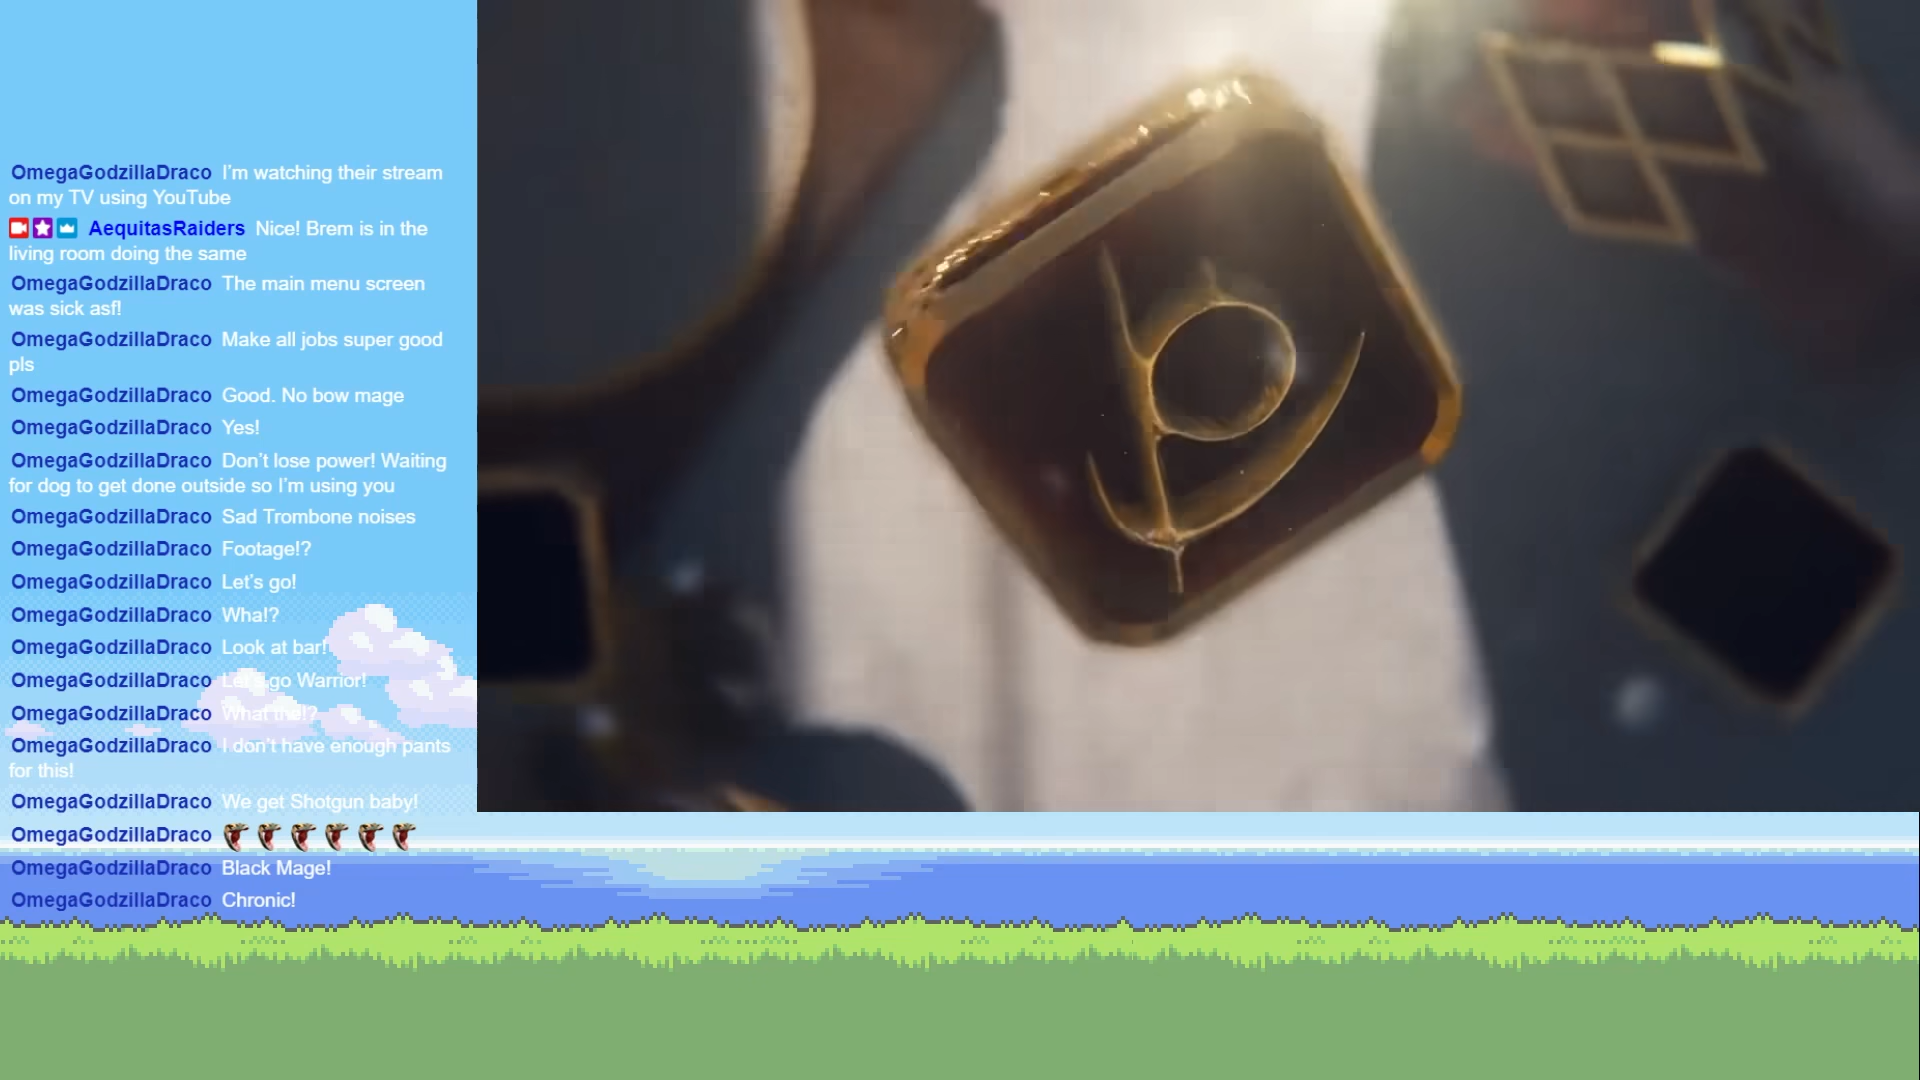 OmegaGodzillaDraco I'm watching their stream
on my TV using YouTube
AequitasRaiders Nice! Brem is in the
living room doing the same
OmegaGodzillaDraco The main menu screen
was sick asf!
OmegaGodzillaDraco Make all jobs super good
pls
OmegaGodzillaDraco Good. No bow mage
OmegaGodzillaDraco Yes!
OmegaGodzillaDraco Don't lose power! Waiting
for dog to get done outside so I'm using you
OmegaGodzillaDraco Sad Trombone noises
OmegaGodzillaDraco Footage!?
OmegaGodzillaDraco Let's go!
OmegaGodzillaDraco Wha!?
OmegaGodzillaDraco Look at bar!
OmegaGodzillaDraco Let's go Warrior!
OmegaGodzillaDraco What the!?
OmegaGodzillaDraco I don't have enough pants
for this!
OmegaGodzillaDraco We get Shotgun baby!
OmegaGodzillaDraco
OmegaGodzillaDraco Black Mage!
OmegaGodzillaDraco Chronic!